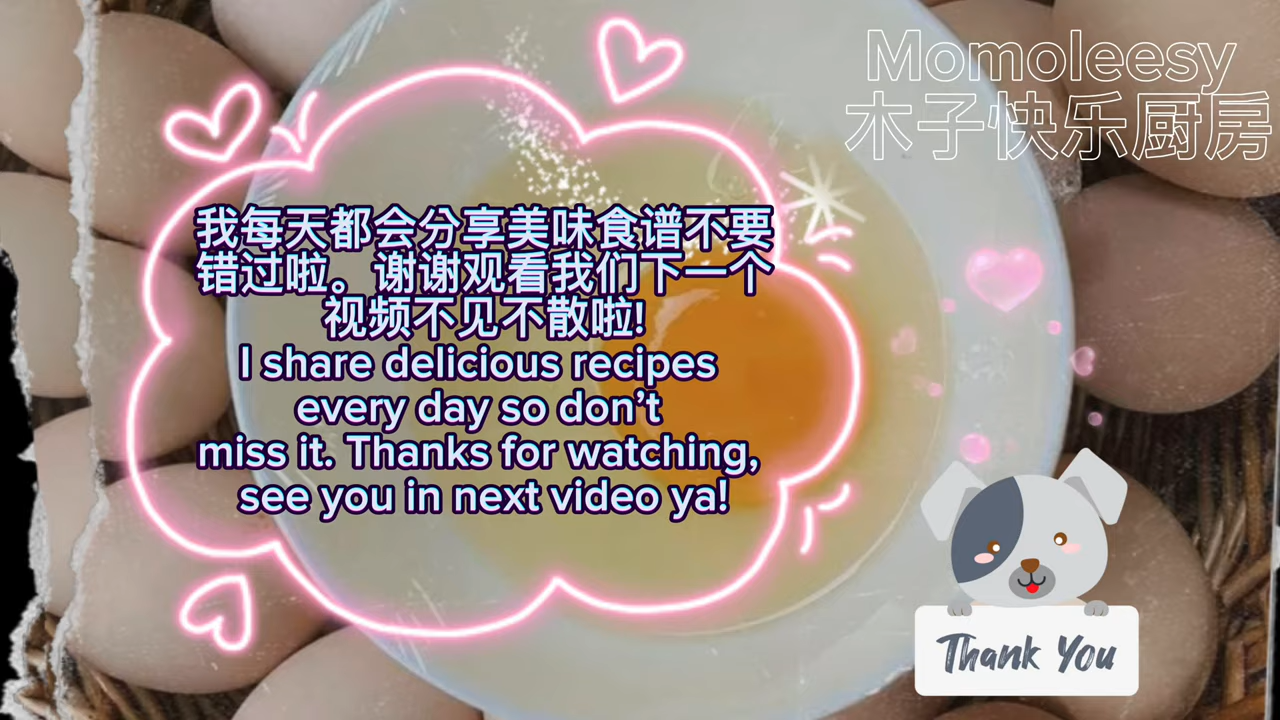 Momoleesy
木子快乐厨房
我每天都会分享美味食谱不要
错过啦。谢谢观看我们下一个
视频不见不散啦!
I share delicious recipes
every day so don’t
miss it. Thanks for watching,
see you in next video ya!
Thank You